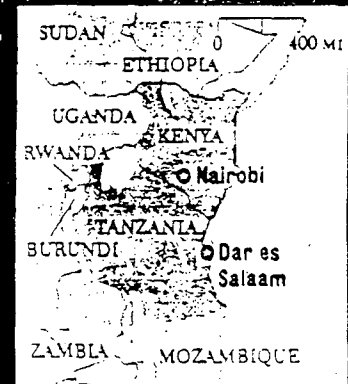 SUDAN
0 400 MI
ETHIOPIA
UGANDA
KENYA
RWANDA
Nairobi
TANZANIA
BURUNDI
Dar es
Salaam
ZAMBIA
MOZAMBIQUE